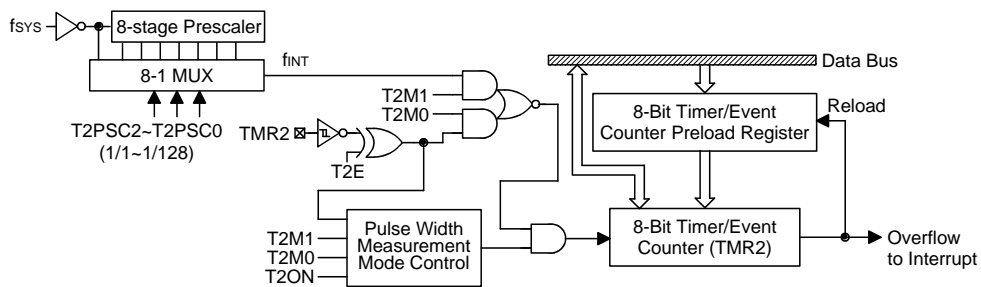 fSYS
8-stage Prescaler
8-1 MUX
fINT
T2PSC2~T2PSC0
(1/1~1/128)
TMR2
T2E
T2M1
T2M0
Data Bus
8-Bit Timer/Event
Counter Preload Register
Reload
T2M1
T2M0
T2ON
Pulse Width
Measurement
Mode Control
8-Bit Timer/Event
Counter (TMR2)
Overflow
to Interrupt